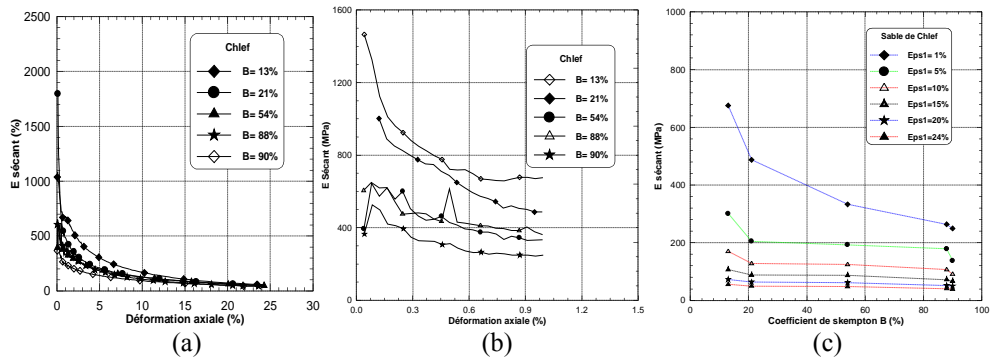 2500
2000
1500
1000
500
0
0 5 10 15 20 25 30
E sécant (%)
Déformation axiale (%)
Chlef
B= 13%
B= 21%
B= 54%
B= 88%
B= 90%
(a)
1600
1200
800
400
0
0.0 0.3 0.6 0.9 1.2 1.5
E Sécant (MPa)
Déformation axiale (%)
Chlef
B= 13%
B= 21%
B= 54%
B= 88%
B= 90%
(b)
1000
800
600
400
200
0
0 20 40 60 80 100
E sécant (MPa)
Coefficient de skempton B (%)
Sable de Chlef
Eps1= 1%
Eps1= 5%
Eps1=10%
Eps1=15%
Eps1=20%
Eps1=24%
(c)